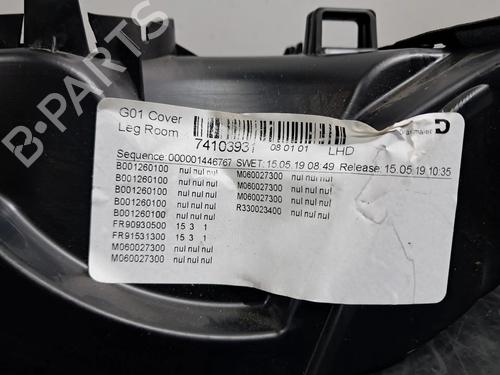 B-PARTS
G01 Cover
Leg Room
74103931 08 01 01 LHD
Sequence: 000001446767 SWET: 15.05.19 08:49 Release: 15.05.19 10:35
B001260100 nul nul nul M060027300 nul nul nul
B001260100 nul nul nul M060027300 nul nul nul
B001260100 nul nul nul M060027300 nul nul nul
B001260100 nul nul nul R330023400 nul nul nul
B001260100 nul nul nul
FR90930500 15 3 1
FR91531300 15 3 1
M060027300 nul nul nul
M060027300 nul nul nul